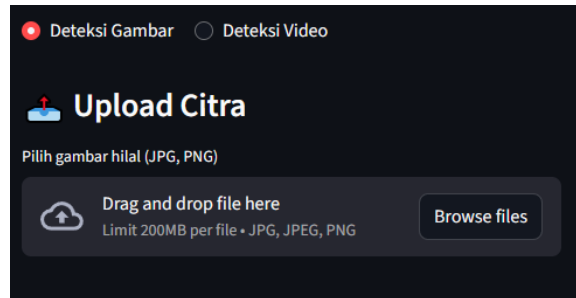 Deteksi Gambar Deteksi Video
Upload Citra
Pilih gambar hilal (JPG, PNG)
Drag and drop file here
Limit 200MB per file • JPG, JPEG, PNG
Browse files